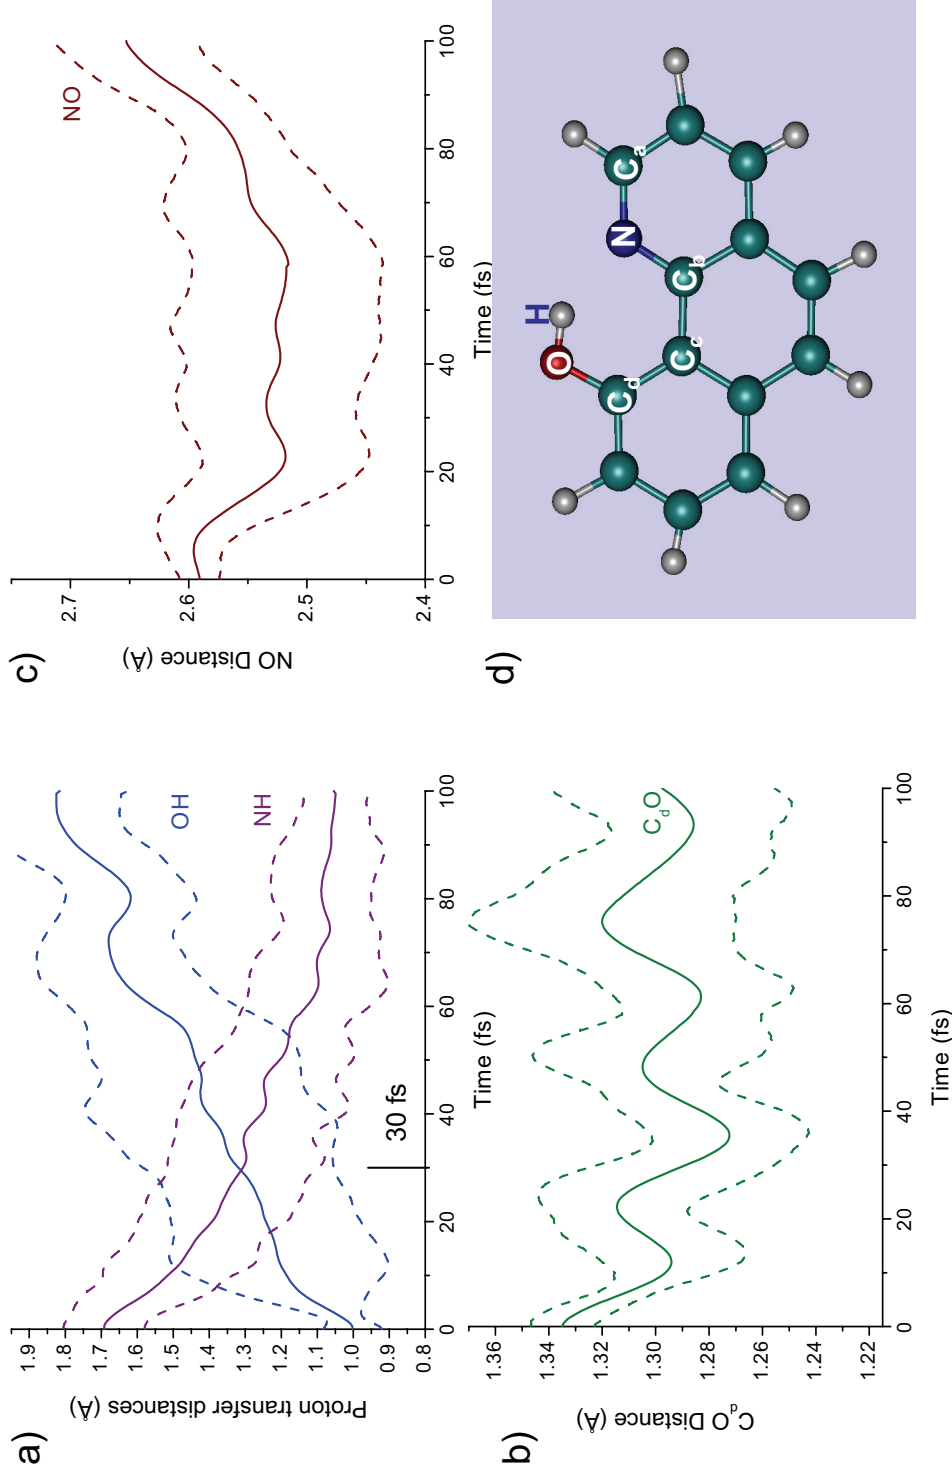 a)
Proton transfer distances (Å)
1.9
1.8
1.7
1.6
1.5
1.4
1.3
1.2
1.1
1.0
0.9
0.8
OH
NH
30 fs
0 20 40 60 80 100
Time (fs)
b)
CdO Distance (Å)
1.36
1.34
1.32
1.30
1.28
1.26
1.24
1.22
CdO
0 20 40 60 80 100
Time (fs)
c)
NO Distance (Å)
2.7
2.6
2.5
2.4
NO
0 20 40 60 80 100
Time (fs)
d)
H
O
N
Ca
Cb
Cc
Cd